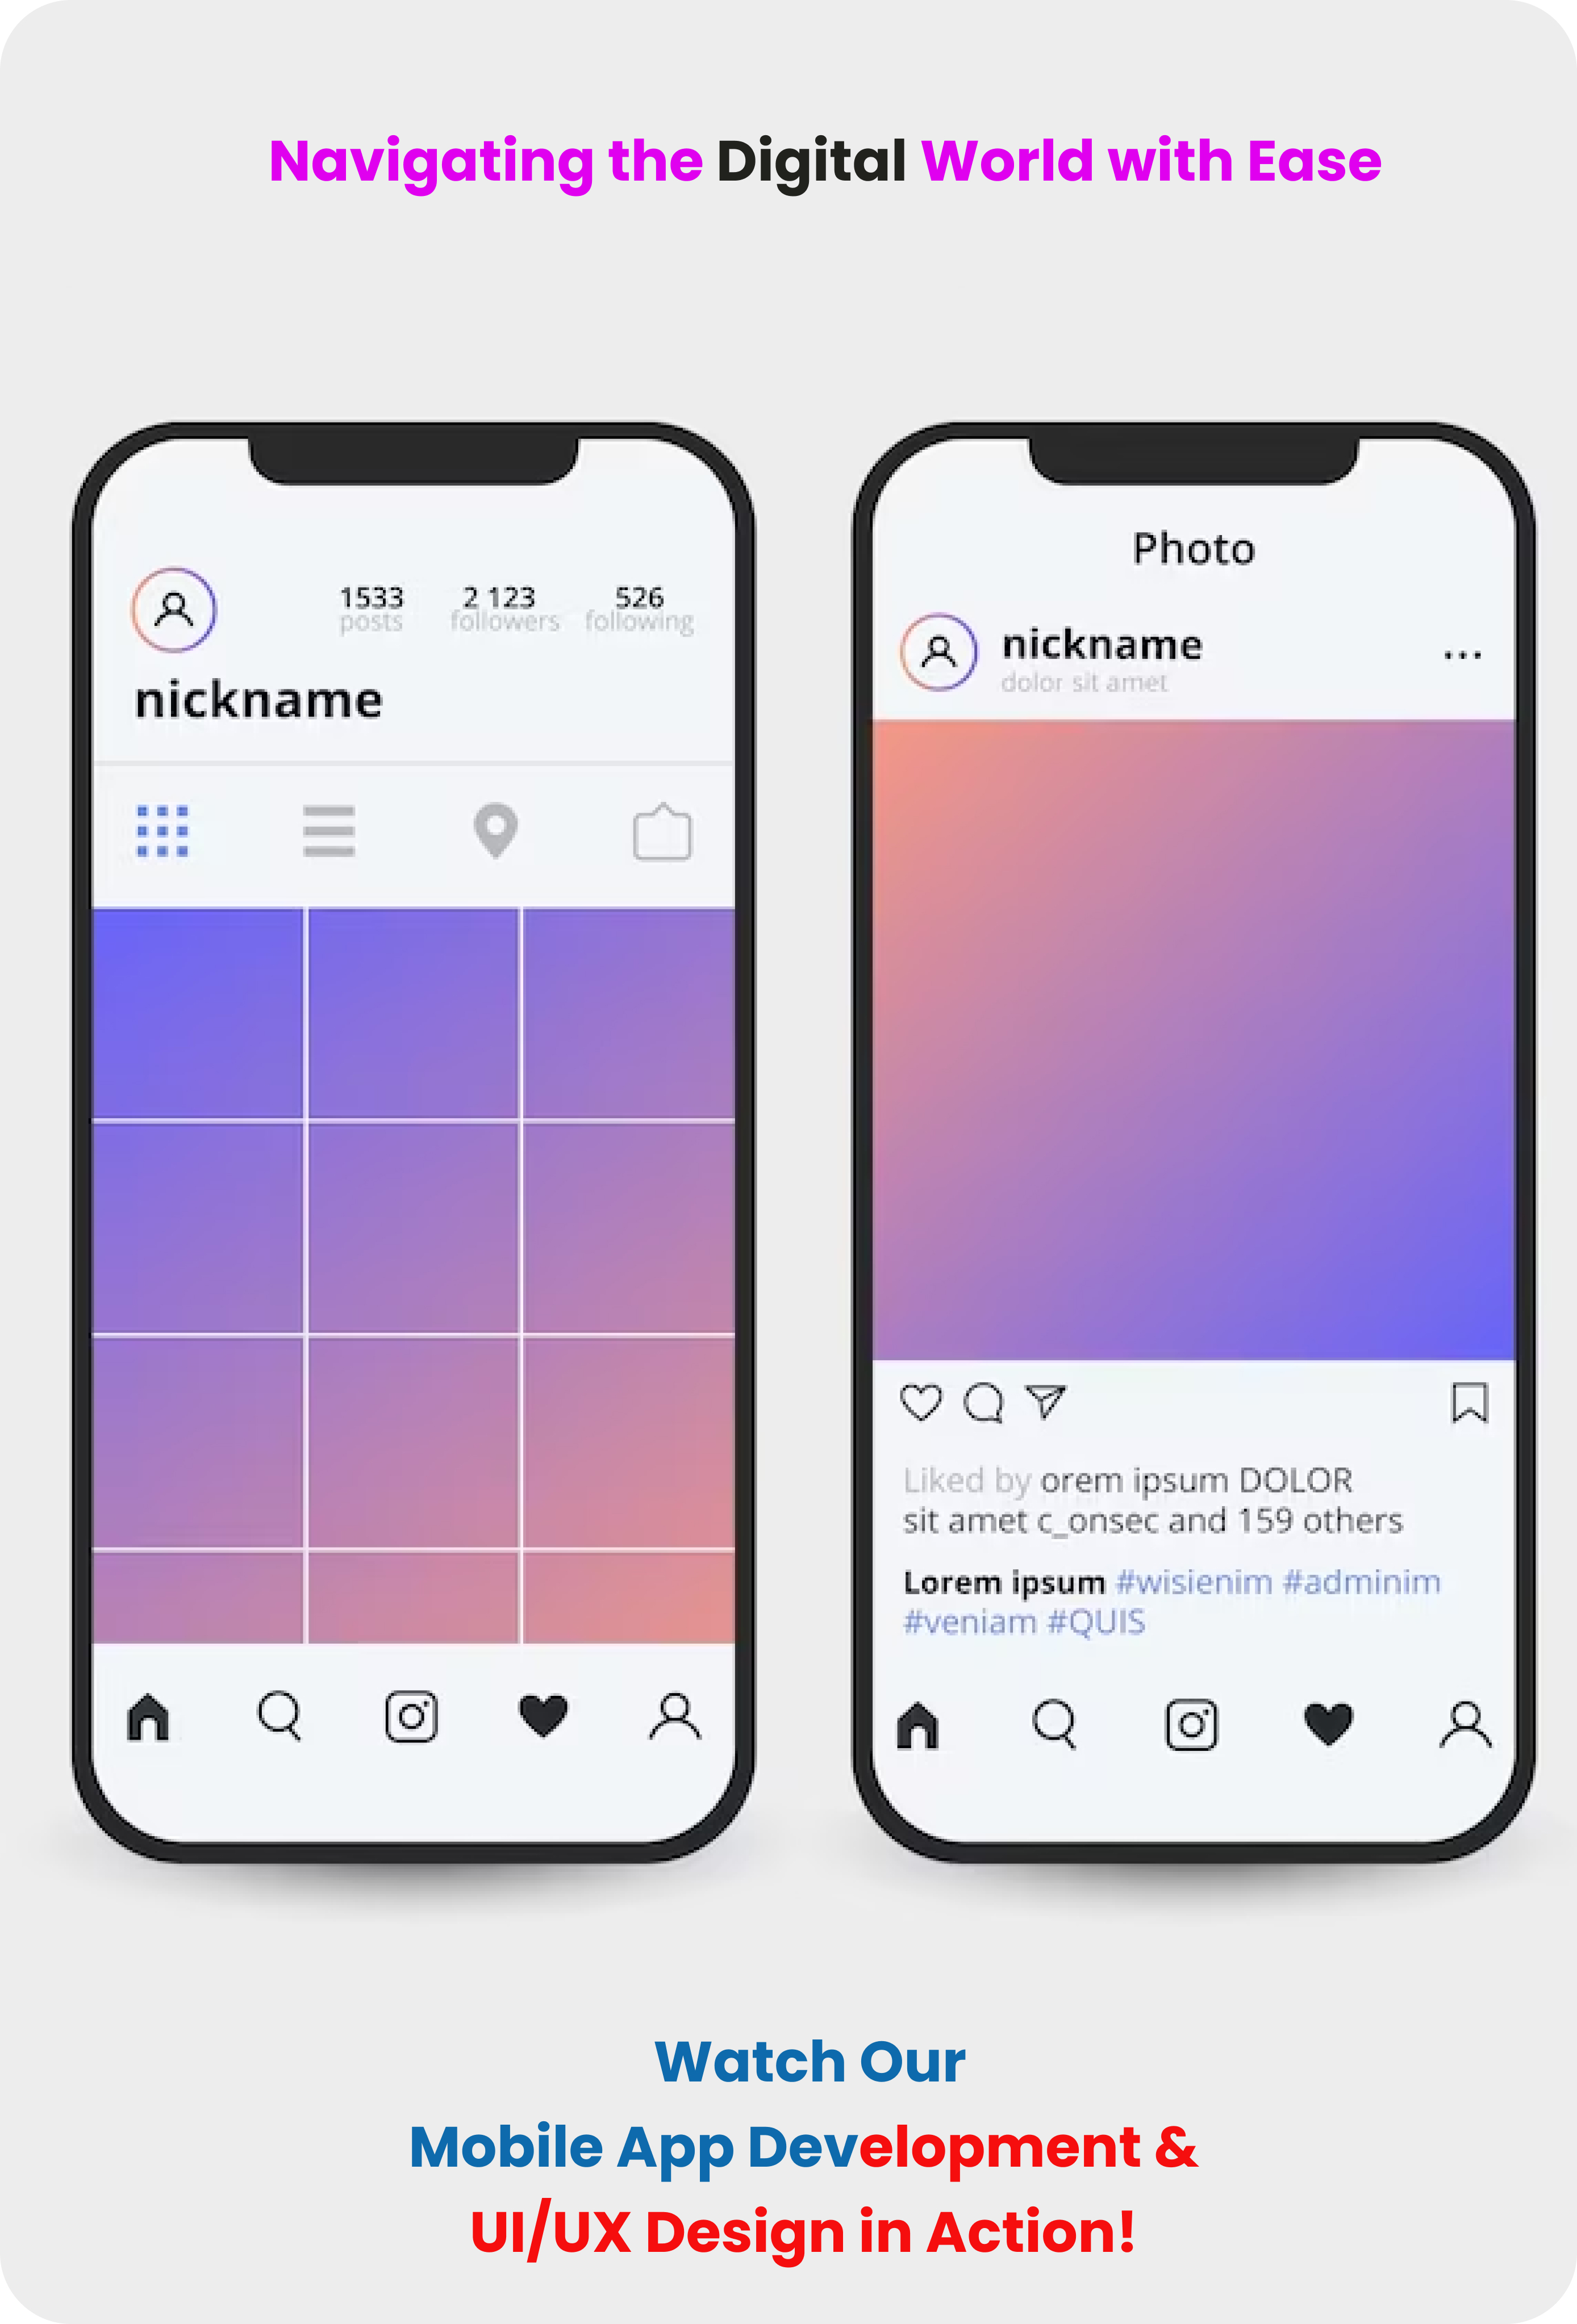 Navigating the Digital World with Ease
1533 2 123 526
posts followers following
nickname
Photo
nickname
dolor sit amet
Liked by orem ipsum DOLOR
sit amet c_onsec and 159 others
Lorem ipsum #wisienim #adminim
#veniam #QUIS
Watch Our
Mobile App Development &
UI/UX Design in Action!